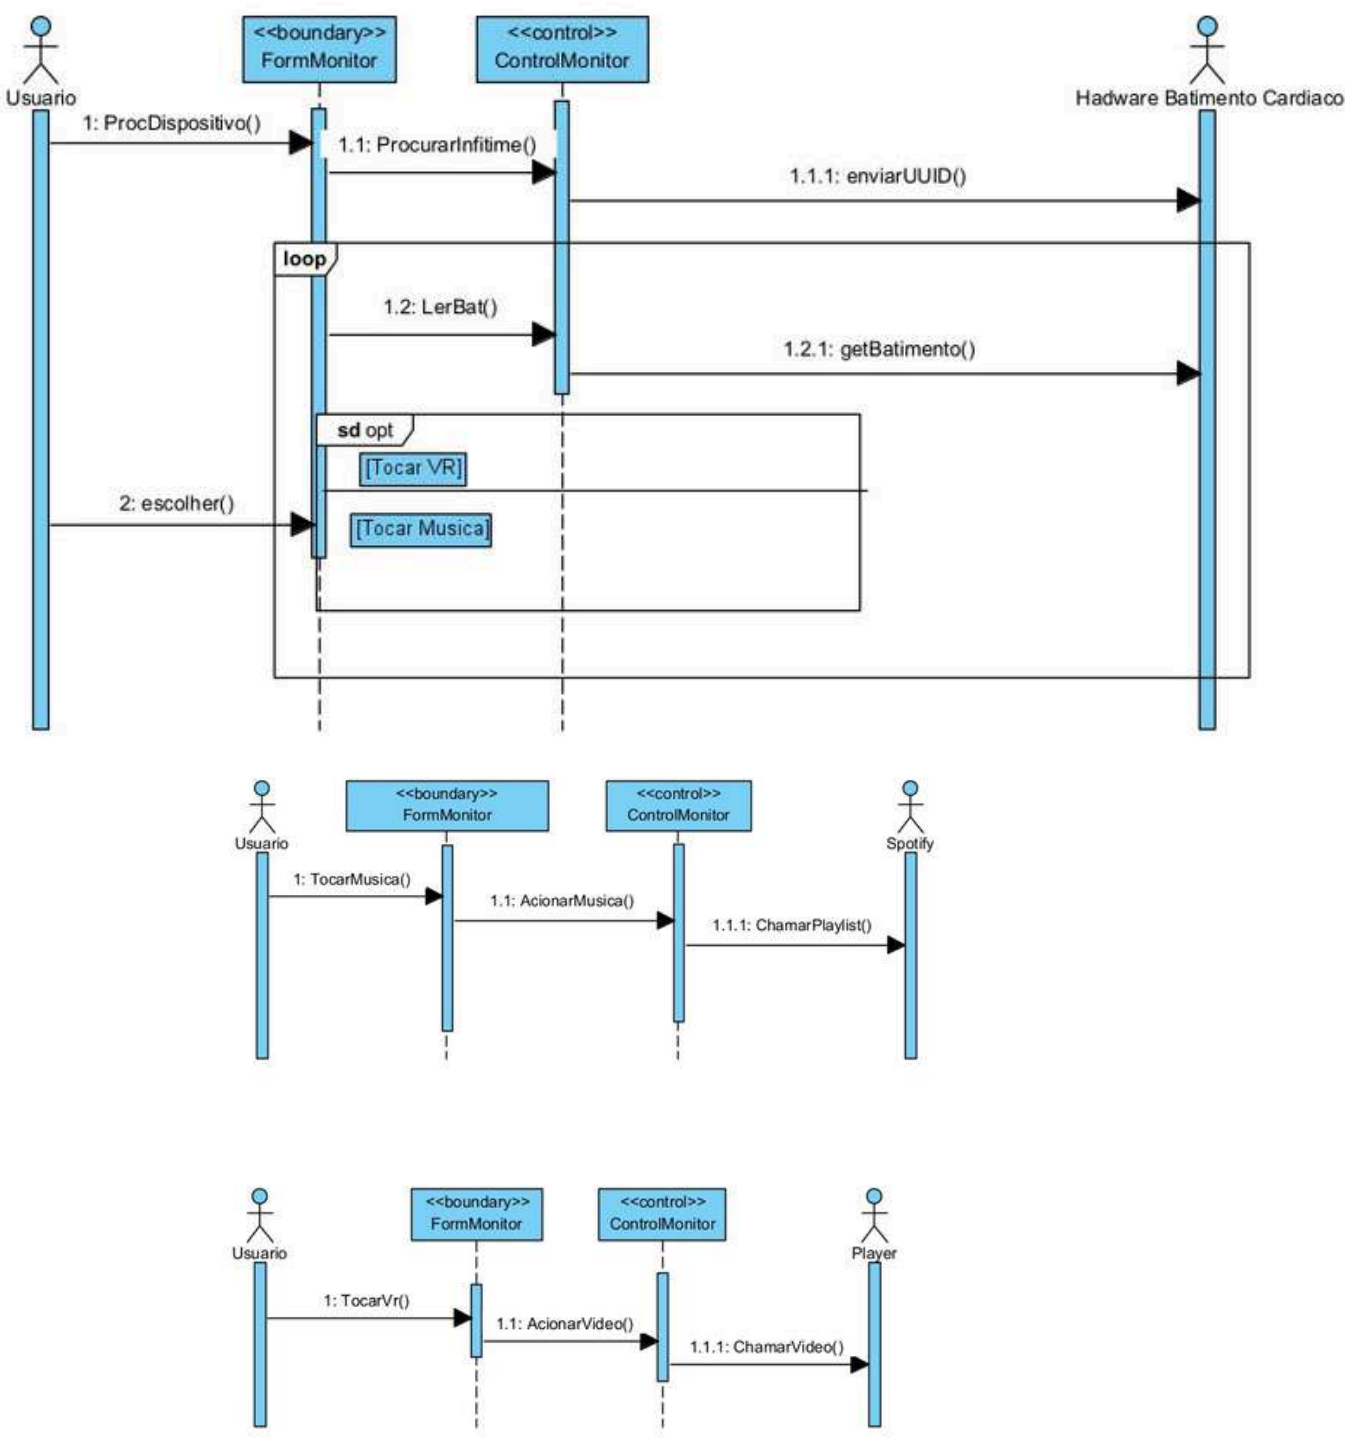 <<boundary>>
FormMonitor
<<control>>
ControlMonitor
Usuario
Hadware Batimento Cardiaco
1: ProcDispositivo()
1.1: ProcurarInfitime()
1.1.1: enviarUUID()
loop
1.2: LerBat()
1.2.1: getBatimento()
sd opt
[Tocar VR]
2: escolher()
[Tocar Musica]
<<boundary>>
FormMonitor
<<control>>
ControlMonitor
Usuario
Spotify
1: TocarMusica()
1.1: AcionarMusica()
1.1.1: ChamarPlaylist()
<<boundary>>
FormMonitor
<<control>>
ControlMonitor
Usuario
Player
1: TocarVr()
1.1: AcionarVideo()
1.1.1: ChamarVideo()